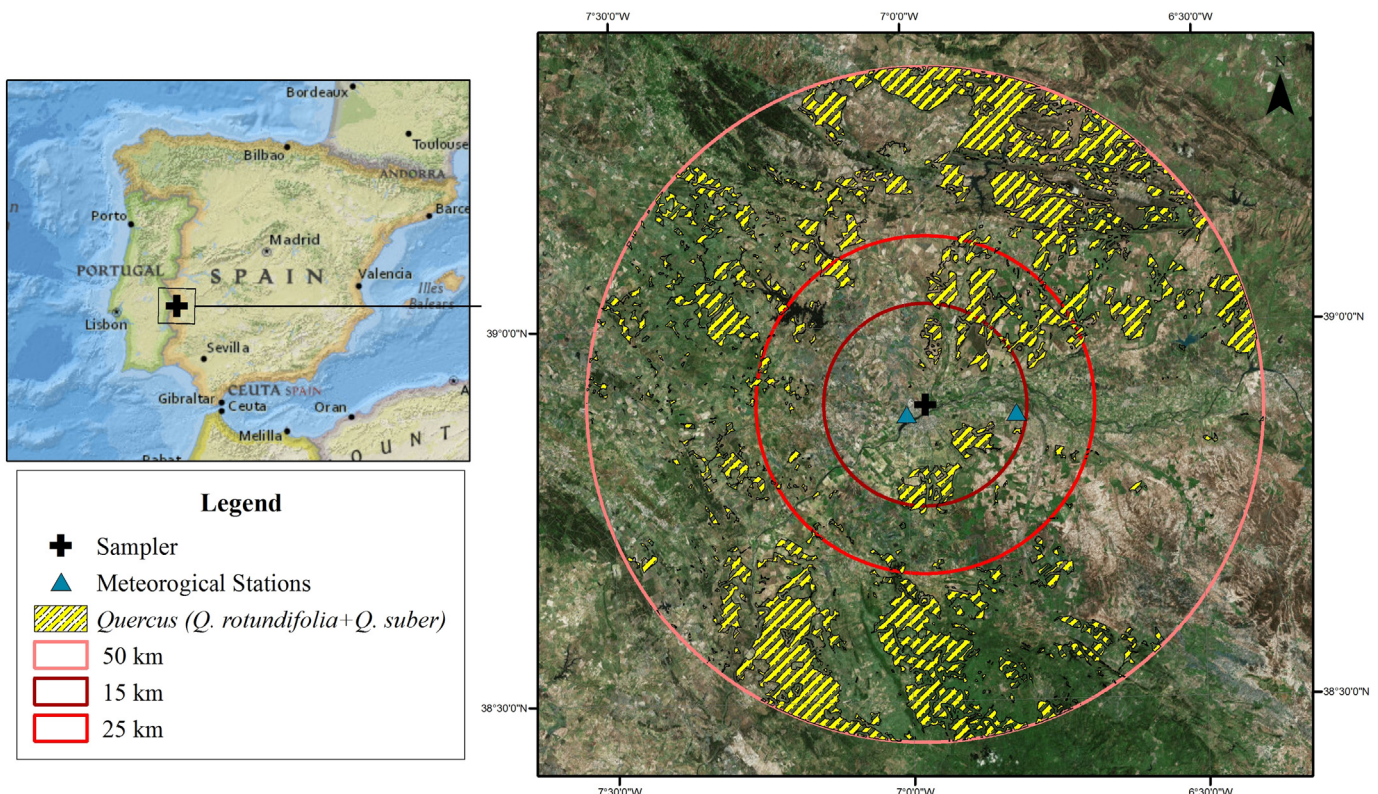 7°30'0"W
7°0'0"W
6°30'0"W
N
Bordeaux
Toulouse
Bilbao
ANDORRA
Porto
Barce
Madrid
PORTUGAL
SPAIN
Valencia
Illes
Balears
Lisbon
Sevilla
CEUTA SPAIN
Gibraltar
Ceuta
Oran
A
Melilla
OUNT
Rabat
n
39°0'0"N
39°0'0"N
38°30'0"N
38°30'0"N
Legend
Sampler
Meteorogical Stations
Quercus (Q. rotundifolia+Q. suber)
50 km
15 km
25 km
7°30'0"W
7°0'0"W
6°30'0"W